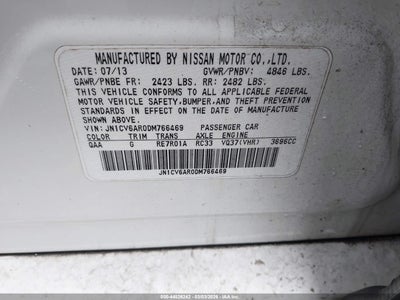 MANUFACTURED BY NISSAN MOTOR CO.,LTD.
DATE: 07/13 GVWR/PNBV: 4846 LBS.
GAWR/PNBE FR: 2423 LBS. RR: 2482 LBS.
THIS VEHICLE CONFORMS TO ALL APPLICABLE FEDERAL
MOTOR VEHICLE SAFETY, BUMPER, AND THEFT PREVENTION
STANDARDS IN EFFECT ON THE DATE OF MANUFACTURE
SHOWN ABOVE.
VIN: JN1CV6AR0DM766469 PASSENGER CAR
COLOR TRIM TRANS AXLE ENGINE
QAA G RE7R01A RC33 VQ37(VHR) 3696CC
JN1CV6AR0DM766469